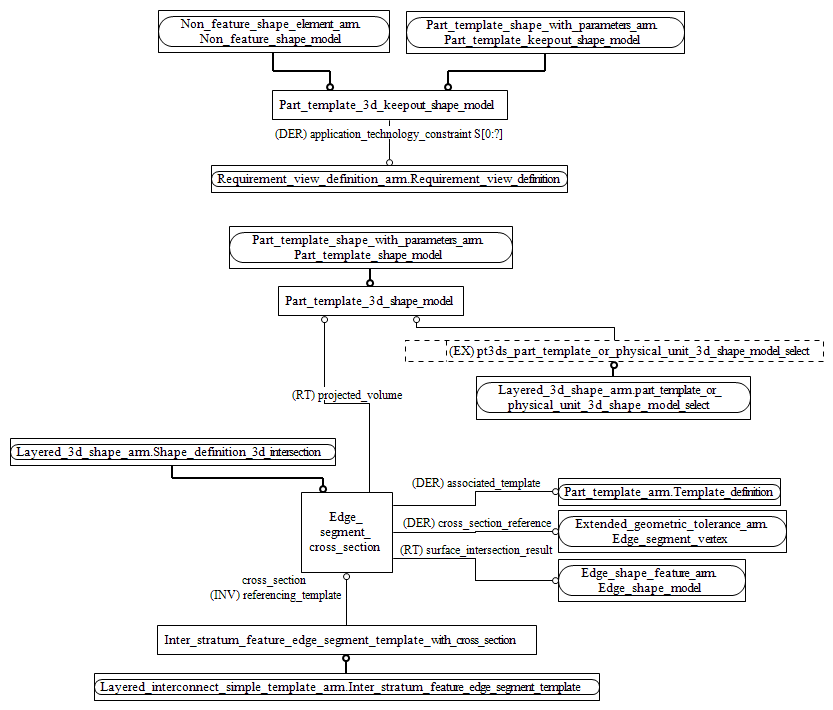 Non_feature_shape_element_arm.
Non_feature_shape_model
Part_template_shape_with_parameters_arm.
Part_template_keepout_shape_model
Part_template_3d_keepout_shape_model
(DER) application_technology_constraint S[0:?]
Requirement_view_definition_arm.Requirement_view_definition
Part_template_shape_with_parameters_arm.
Part_template_shape_model
Part_template_3d_shape_model
(EX) pt3ds_part_template_or_physical_unit_3d_shape_model_select
(RT) projected_volume
Layered_3d_shape_arm.part_template_or_
physical_unit_3d_shape_model_select
Layered_3d_shape_arm.Shape_definition_3d_intersection
(DER) associated_template
Part_template_arm.Template_definition
Edge_
segment_
cross_section
(DER) cross_section_reference
Extended_geometric_tolerance_arm.
Edge_segment_vertex
(RT) surface_intersection_result
Edge_shape_feature_arm.
Edge_shape_model
cross_section
(INV) referencing_template
Inter_stratum_feature_edge_segment_template_with_cross_section
Layered_interconnect_simple_template_arm.Inter_stratum_feature_edge_segment_template